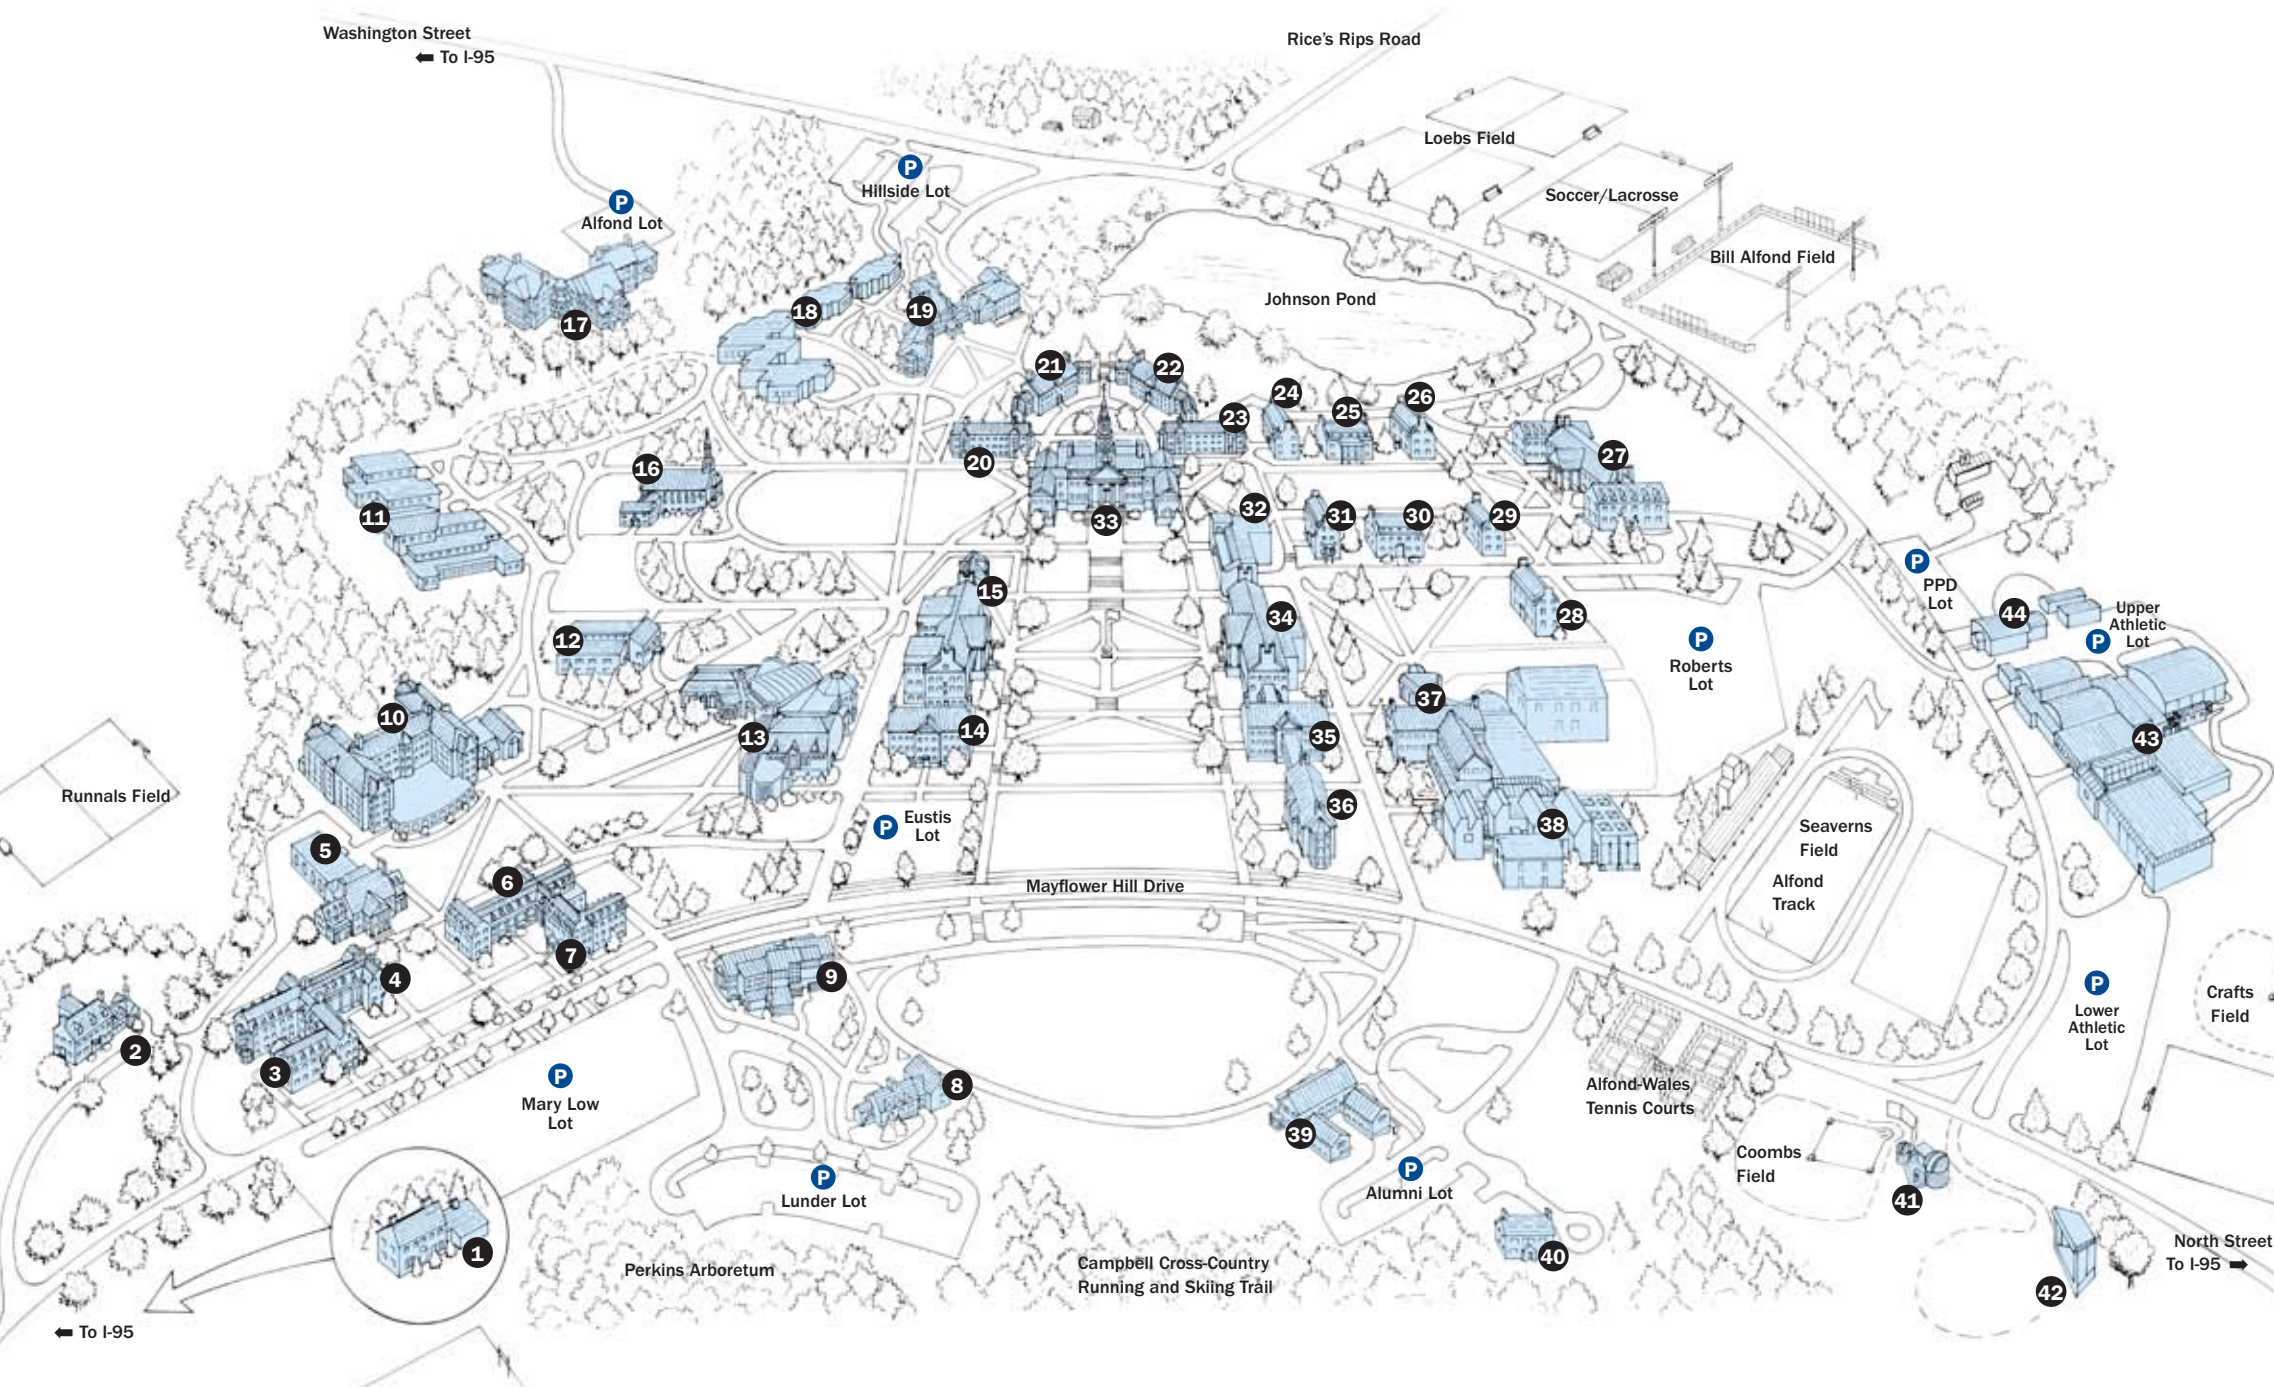 Washington Street
⬅ To I-95
Rice's Rips Road
Loebs Field
P
Hillside Lot
P
Alfond Lot
Soccer/Lacrosse
Bill Alfond Field
Johnson Pond
17
18
19
21
22
24
26
25
23
16
20
27
11
33
32
31
30
29
15
P
PPD
Lot
44
Upper
Athletic
Lot
P
12
34
28
P
Roberts
Lot
10
13
14
35
37
43
Runnals Field
P
Eustis
Lot
36
38
Seaverns
Field
Alfond
Track
5
6
Mayflower Hill Drive
7
4
9
P
Lower
Athletic
Lot
Crafts
Field
2
3
P
Mary Low
Lot
8
39
Alfond-Wales
Tennis Courts
Coombs
Field
P
Lunder Lot
P
Alumni Lot
41
1
40
42
Perkins Arboretum
Campbell Cross-Country
Running and Skiing Trail
North Street
To I-95 ➡
⬅ To I-95